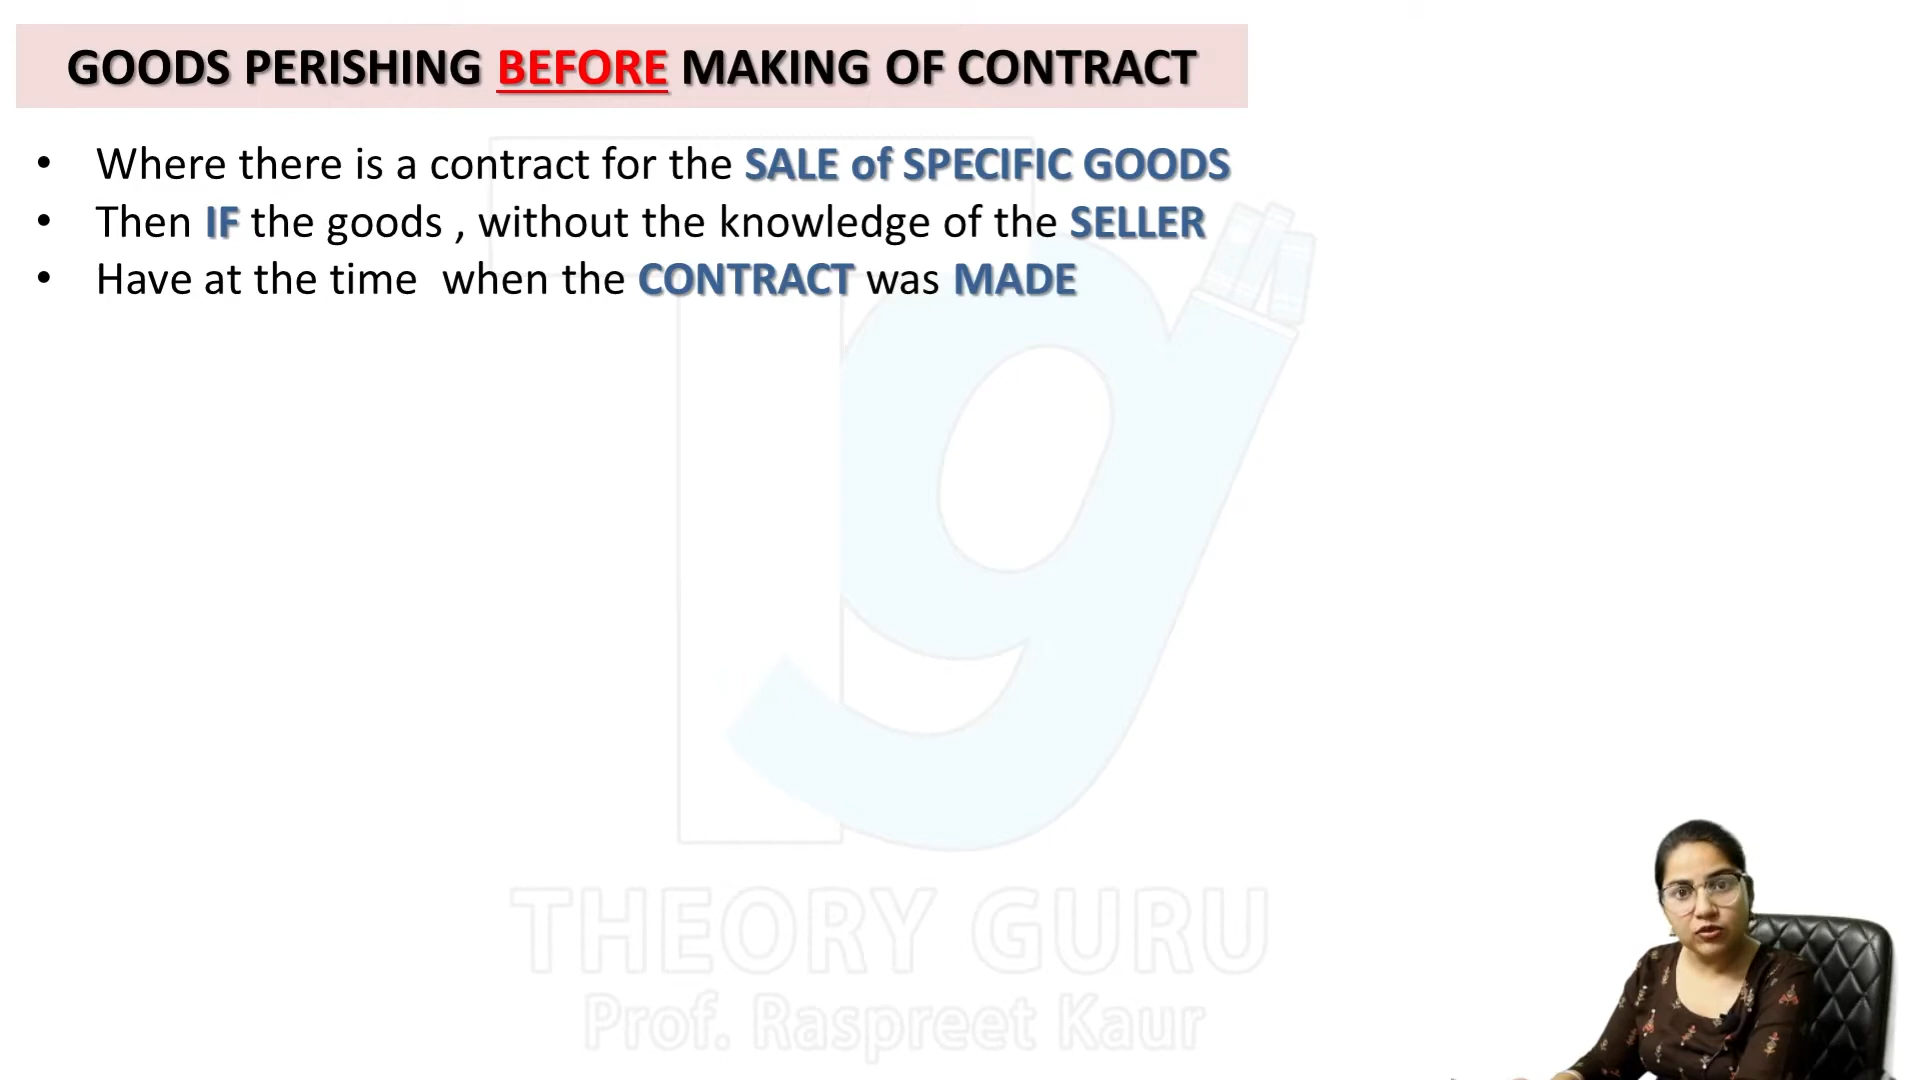 GOODS PERISHING BEFORE MAKING OF CONTRACT
• Where there is a contract for the SALE of SPECIFIC GOODS
• Then IF the goods , without the knowledge of the SELLER
• Have at the time when the CONTRACT was MADE
THEORY GURU
Prof. Raspreet Kaur